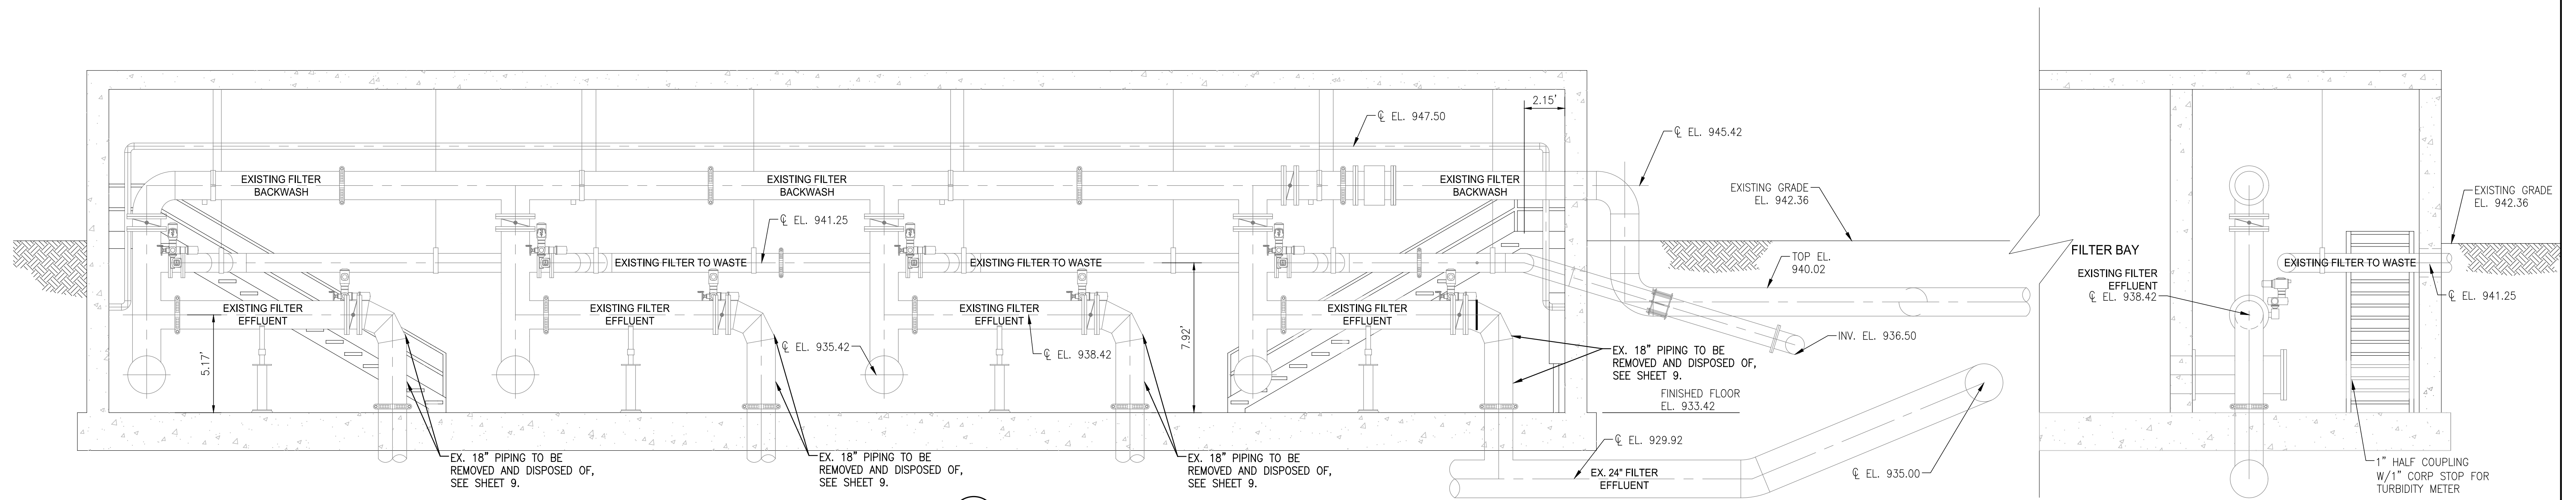 2.15'
℄ EL. 947.50
℄ EL. 945.42
EXISTING FILTER
BACKWASH
EXISTING FILTER
BACKWASH
EXISTING FILTER
BACKWASH
EXISTING GRADE
EL. 942.36
EXISTING GRADE
EL. 942.36
℄ EL. 941.25
FILTER BAY
EXISTING FILTER TO WASTE
EXISTING FILTER TO WASTE
TOP EL.
940.02
EXISTING FILTER
EFFLUENT
℄ EL. 938.42
EXISTING FILTER TO WASTE
℄ EL. 941.25
EXISTING FILTER
EFFLUENT
EXISTING FILTER
EFFLUENT
EXISTING FILTER
EFFLUENT
EXISTING FILTER
EFFLUENT
5.17'
℄ EL. 935.42
℄ EL. 938.42
7.92'
INV. EL. 936.50
EX. 18" PIPING TO BE
REMOVED AND DISPOSED OF,
SEE SHEET 9.
FINISHED FLOOR
EL. 933.42
EX. 18" PIPING TO BE
REMOVED AND DISPOSED OF,
SEE SHEET 9.
EX. 18" PIPING TO BE
REMOVED AND DISPOSED OF,
SEE SHEET 9.
EX. 18" PIPING TO BE
REMOVED AND DISPOSED OF,
SEE SHEET 9.
℄ EL. 929.92
EX. 24" FILTER
EFFLUENT
℄ EL. 935.00
1" HALF COUPLING
W/1" CORP STOP FOR
TURBIDITY METER